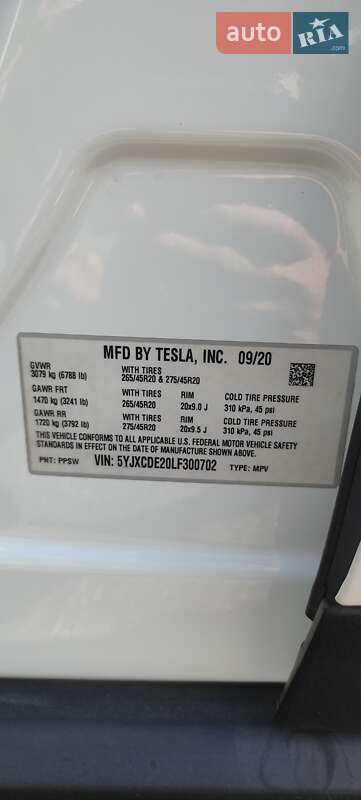 auto RIA
.com
MFD BY TESLA, INC. 09/20
GVWR WITH TIRES
3079 kg (6788 lb) 265/45R20 & 275/45R20
GAWR FRT WITH TIRES RIM COLD TIRE PRESSURE
1470 kg (3241 lb) 265/45R20 20x9.0 J 310 kPa, 45 psi
GAWR RR WITH TIRES RIM COLD TIRE PRESSURE
1720 kg (3792 lb) 275/45R20 20x9.5 J 310 kPa, 45 psi
THIS VEHICLE CONFORMS TO ALL APPLICABLE U.S. FEDERAL MOTOR VEHICLE SAFETY
STANDARDS IN EFFECT ON THE DATE OF MANUFACTURE SHOWN ABOVE.
PNT: PPSW VIN: 5YJXCDE20LF300702 TYPE: MPV